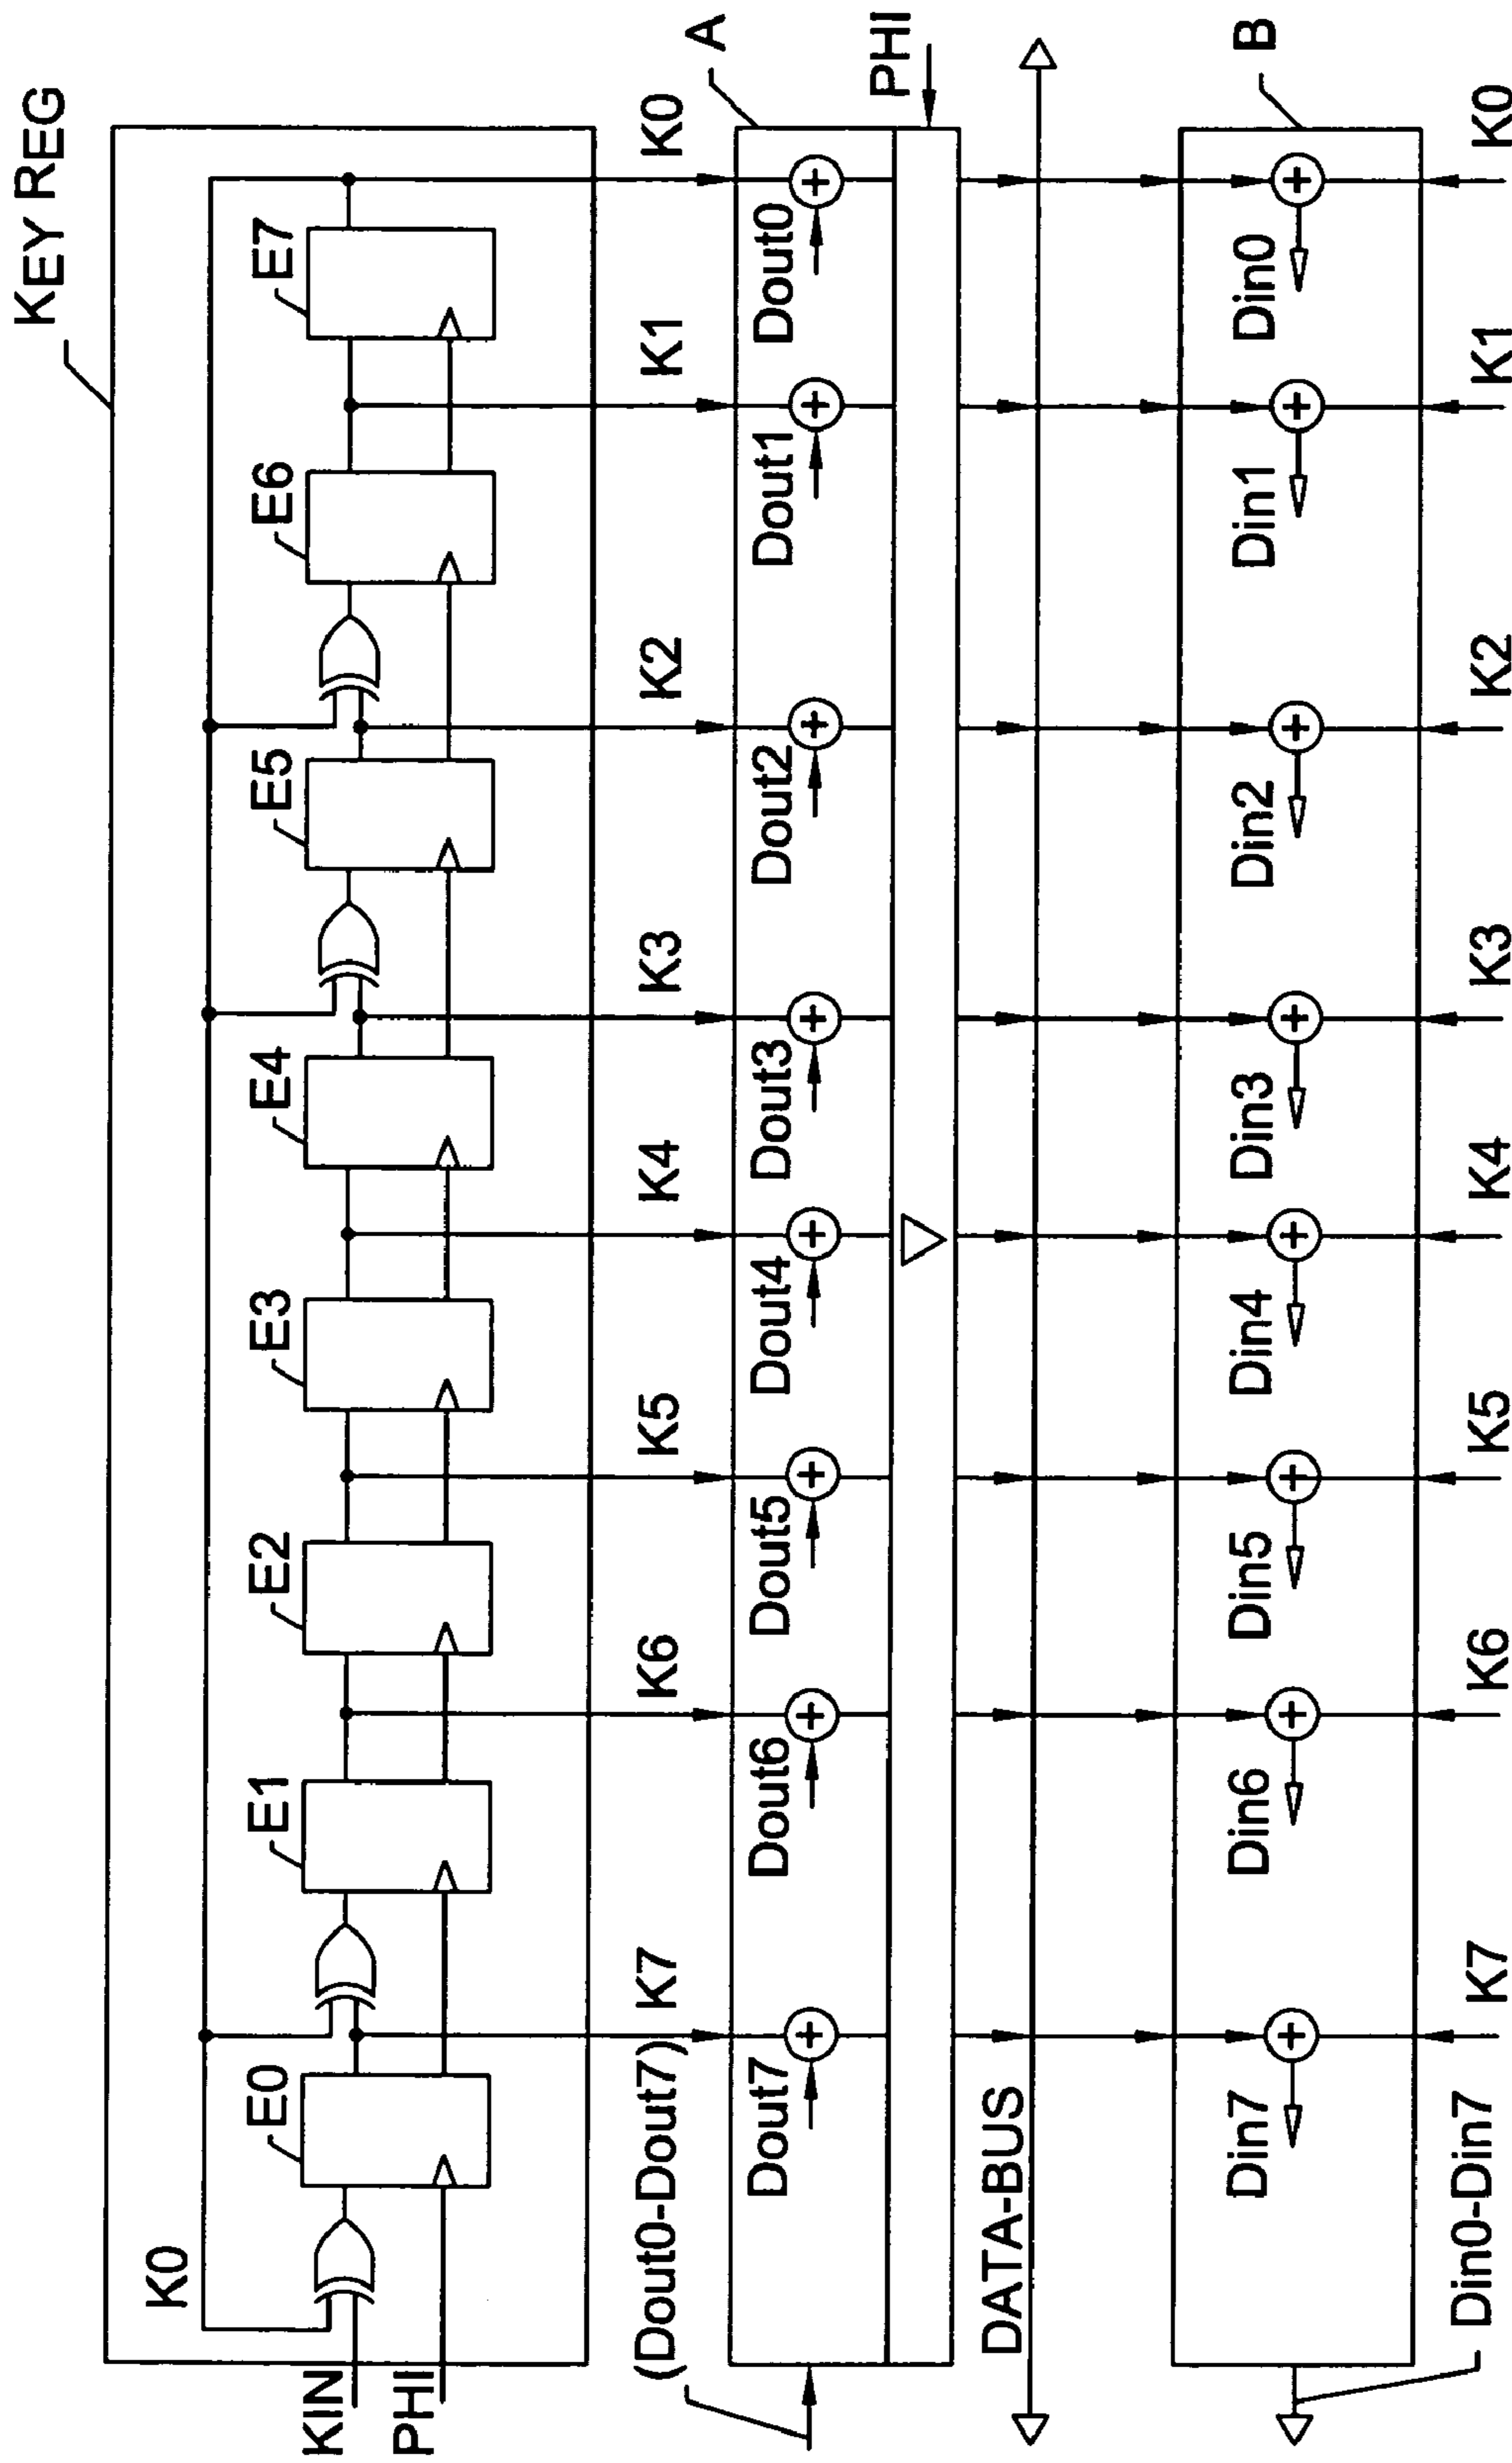 KEY REG
K0
E0
E1
E2
E3
E4
E5
E6
E7
KIN
PHI
K7
K6
K5
K4
K3
K2
K1
K0
(Dout0-Dout7)
A
Dout7
Dout6
Dout5
Dout4
Dout3
Dout2
Dout1
Dout0
PHI
DATA-BUS
B
Din7
Din6
Din5
Din4
Din3
Din2
Din1
Din0
Din0-Din7
K7
K6
K5
K4
K3
K2
K1
K0